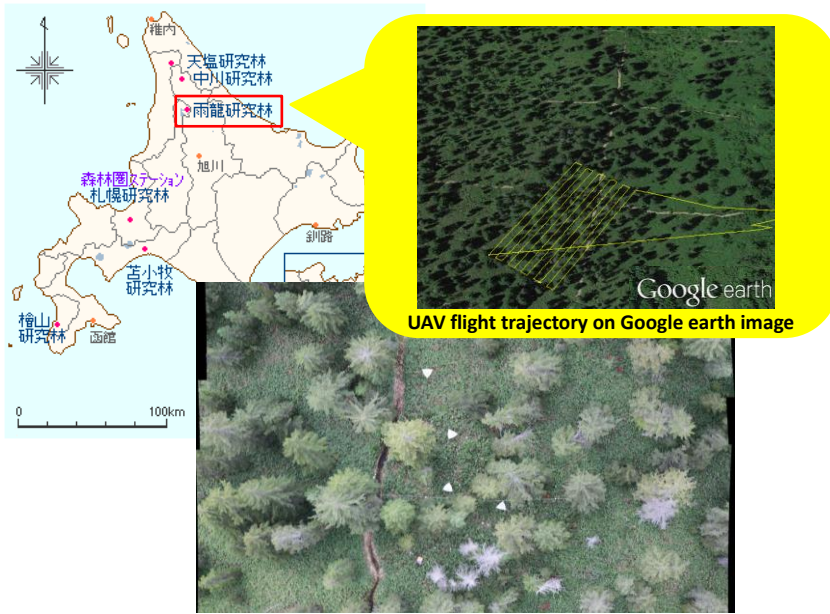 稚内
天塩研究林
中川研究林
雨龍研究林
旭川
森林圏ステーション
札幌研究林
釧路
苫小牧
研究林
檜山
研究林
函館
0 100km
Google earth
UAV flight trajectory on Google earth image